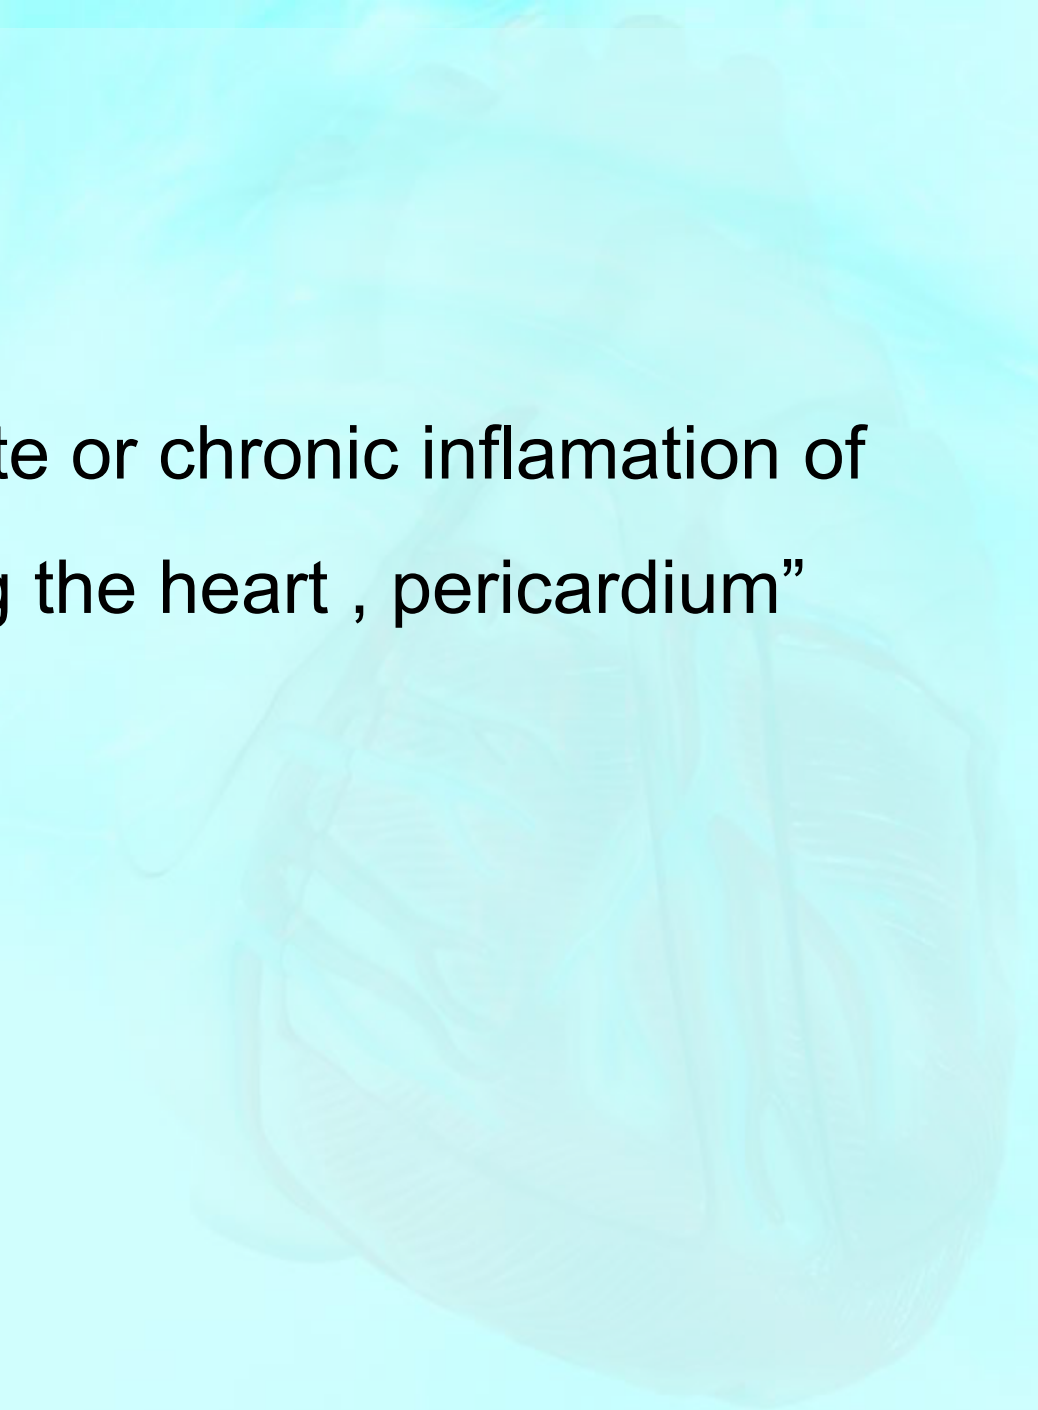 te or chronic inflamation of
g the heart , pericardium”